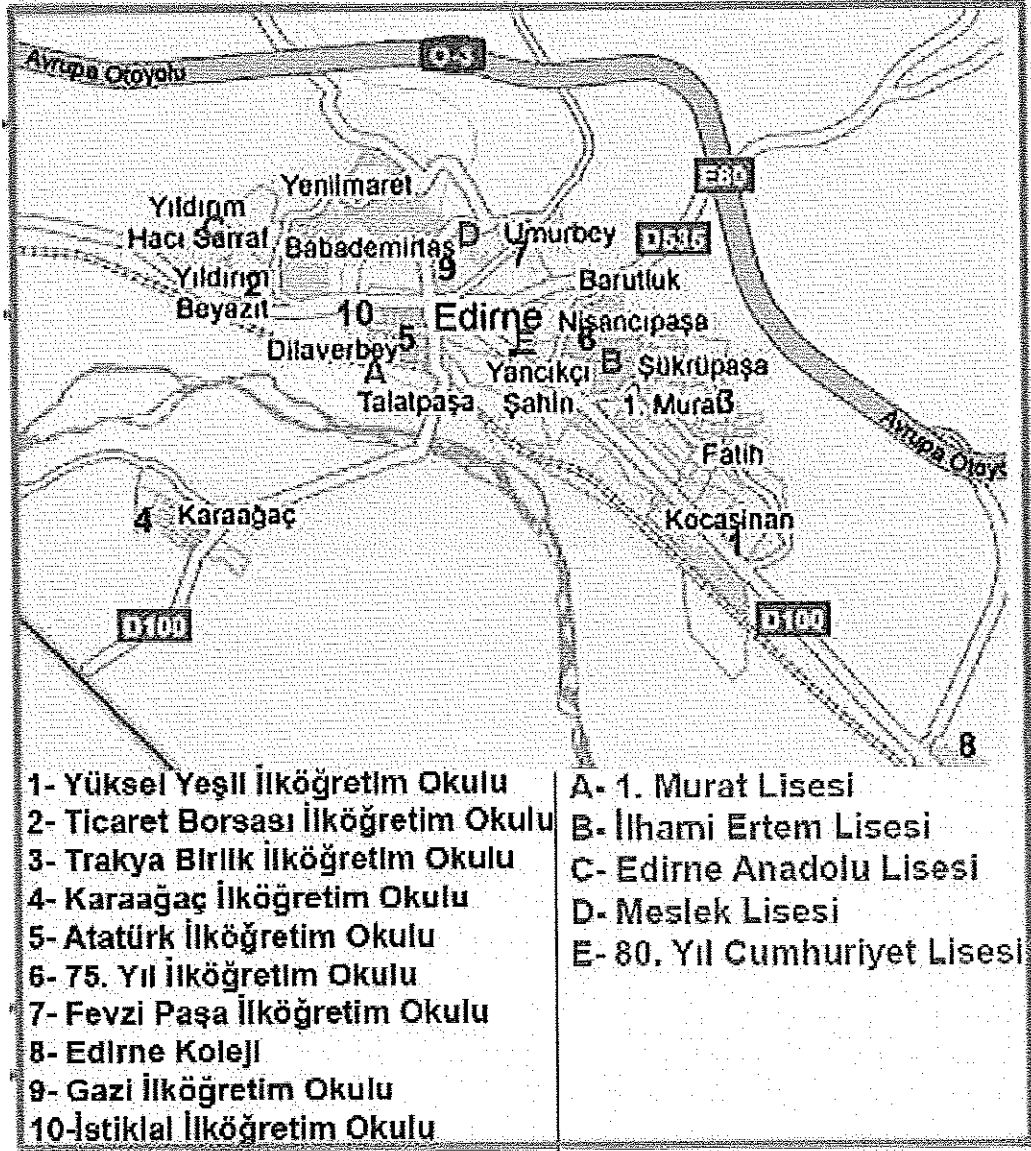 Avrupa Otoyolu
E80
Yenilmaret
Yıldırım
C
Hacı Sarraf
Babademirtaş
D
Umurbey
7
D535
9
Yıldırım
2
Beyazıt
Barutluk
10
Edirne
Nişancıpaşa
5
E
6
Dilaverbey
A
Yancıkçı
B
Şükrüpaşa
Talatpaşa
Şahin
1. Murat
3
Avrupa Otoyo
Fatih
4
Karaağaç
Kocasinan
1
D100
D100
8
1- Yüksel Yeşil İlköğretim Okulu
2- Ticaret Borsası İlköğretim Okulu
3- Trakya Birlik İlköğretim Okulu
4- Karaağaç İlköğretim Okulu
5- Atatürk İlköğretim Okulu
6- 75. Yıl İlköğretim Okulu
7- Fevzi Paşa İlköğretim Okulu
8- Edirne Koleji
9- Gazi İlköğretim Okulu
10-İstiklal İlköğretim Okulu
A- 1. Murat Lisesi
B- İlhami Ertem Lisesi
C- Edirne Anadolu Lisesi
D- Meslek Lisesi
E- 80. Yıl Cumhuriyet Lisesi